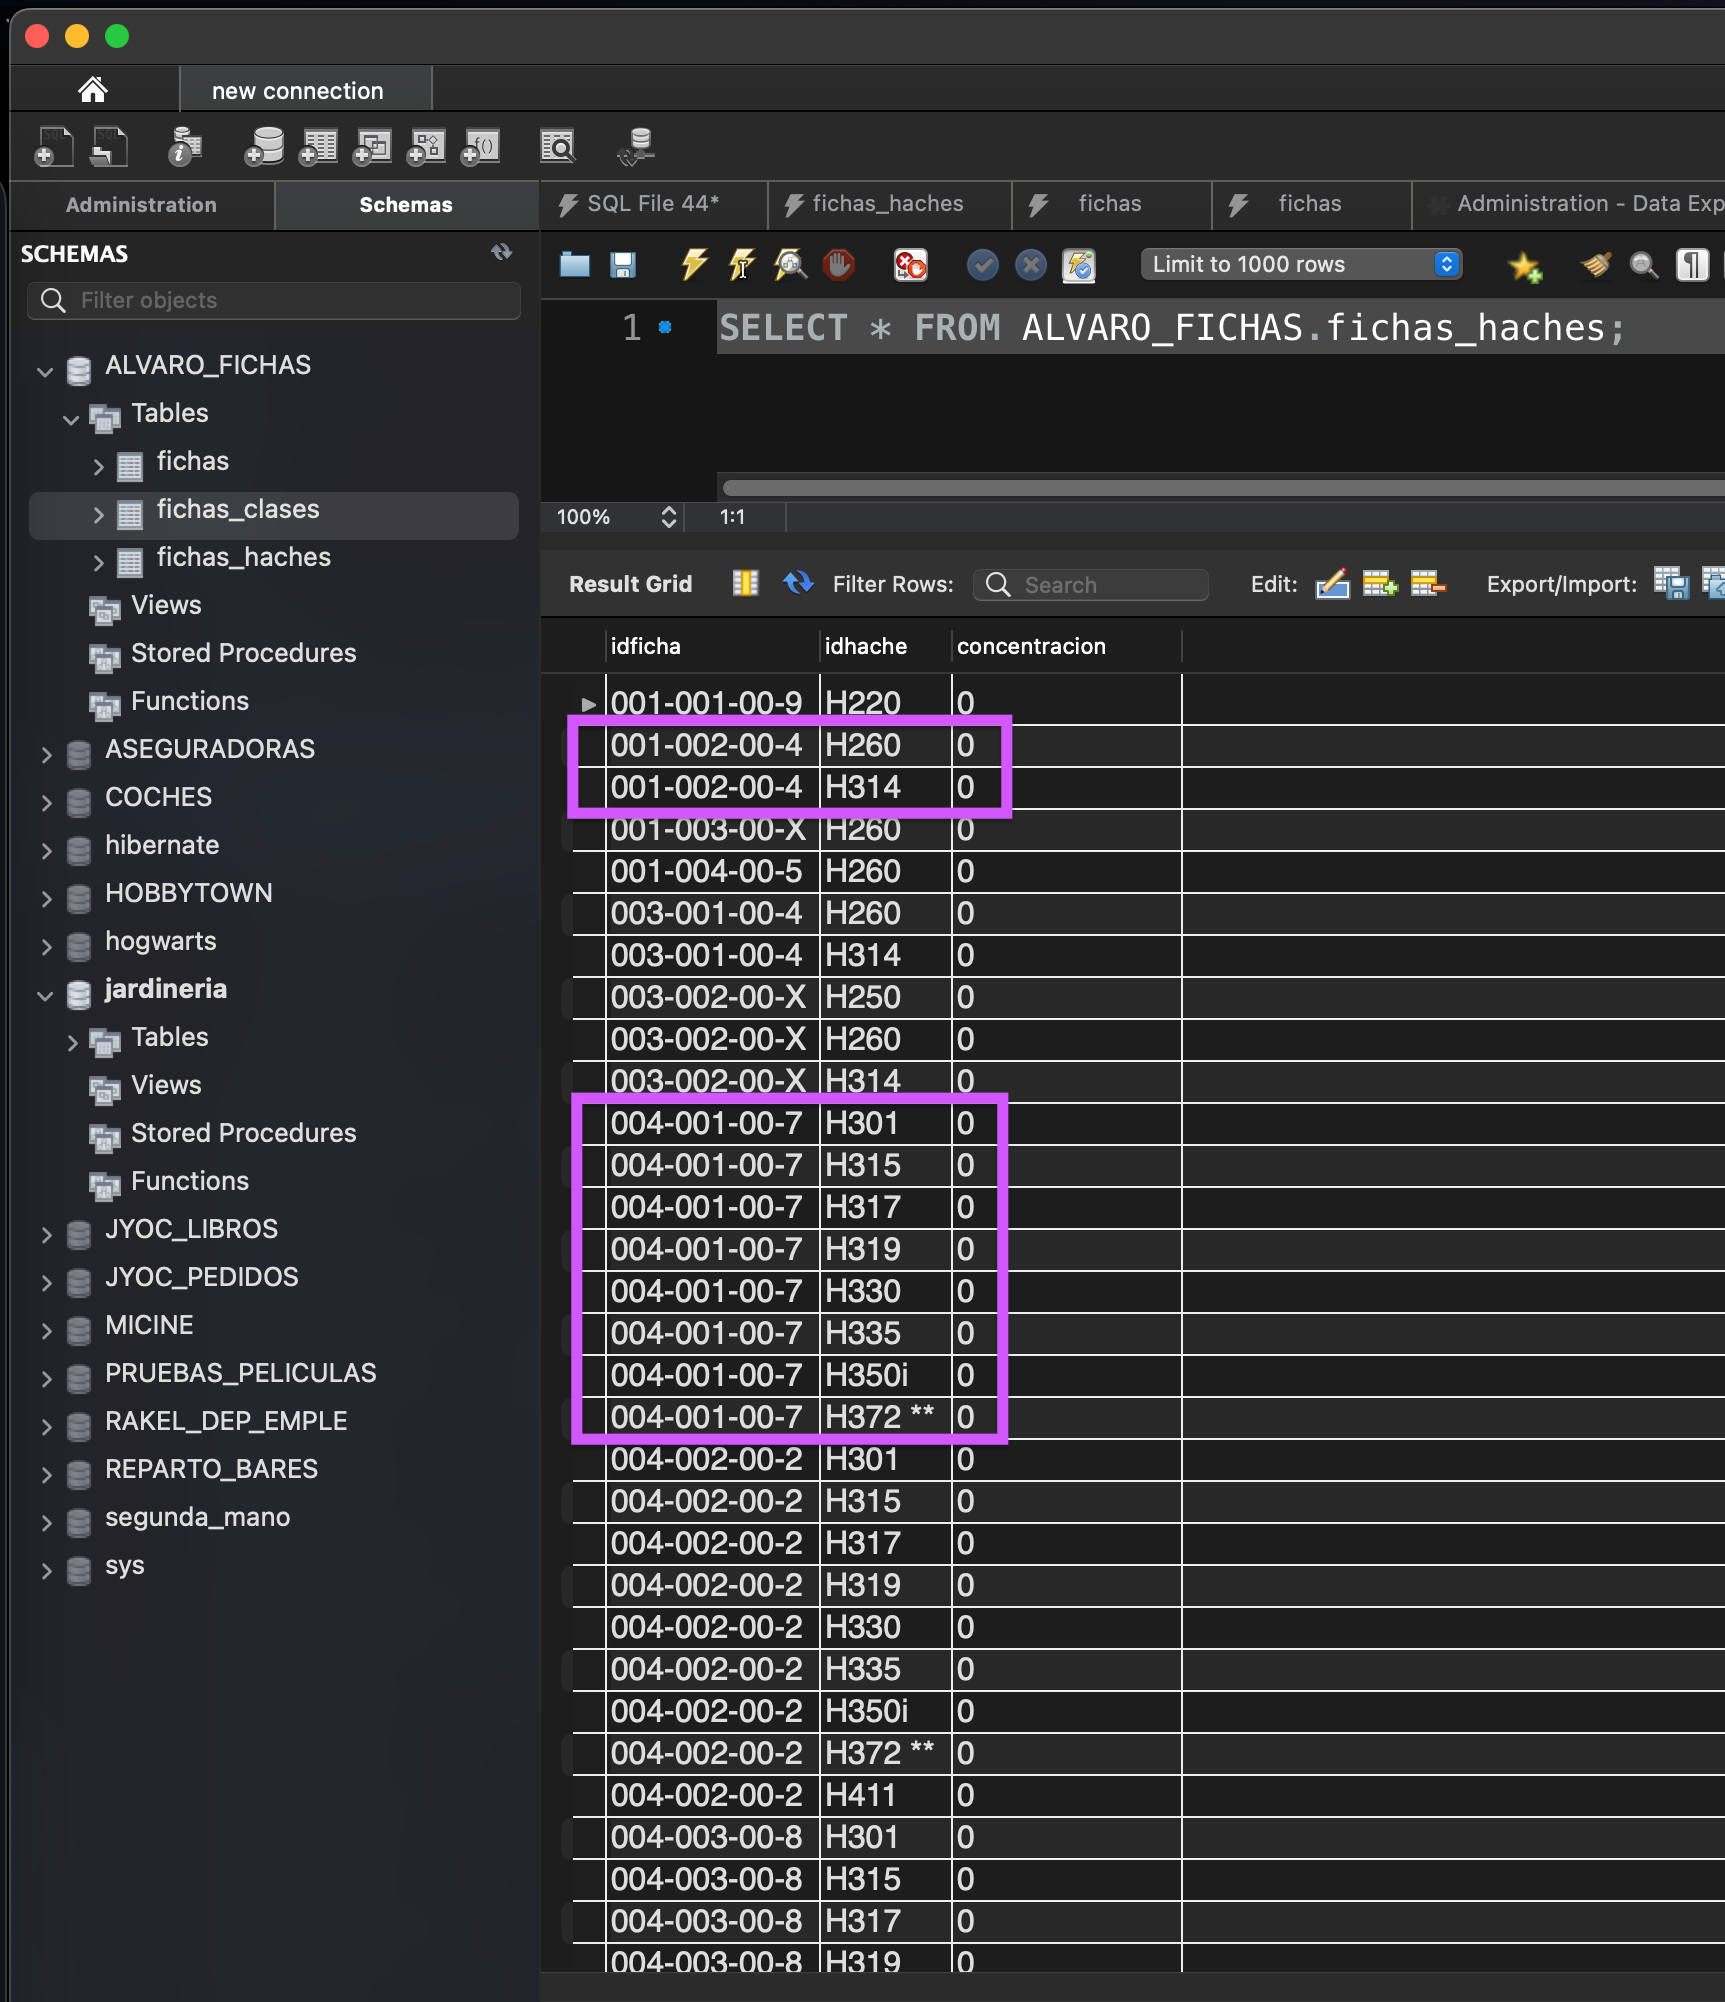 new connection
Administration
Schemas
SQL File 44*
fichas_haches
fichas
fichas
Administration - Data Exp
SCHEMAS
Filter objects
Limit to 1000 rows
1
SELECT * FROM ALVARO_FICHAS.fichas_haches;
ALVARO_FICHAS
Tables
fichas
fichas_clases
fichas_haches
Views
Stored Procedures
Functions
ASEGURADORAS
COCHES
hibernate
HOBBYTOWN
hogwarts
jardineria
Tables
Views
Stored Procedures
Functions
JYOC_LIBROS
JYOC_PEDIDOS
MICINE
PRUEBAS_PELICULAS
RAKEL_DEP_EMPLE
REPARTO_BARES
segunda_mano
sys
100% 1:1
Result Grid Filter Rows: Search Edit: Export/Import:
idficha idhache concentracion
001-001-00-9 H220 0
001-002-00-4 H260 0
001-002-00-4 H314 0
001-003-00-X H260 0
001-004-00-5 H260 0
003-001-00-4 H260 0
003-001-00-4 H314 0
003-002-00-X H250 0
003-002-00-X H260 0
003-002-00-X H314 0
004-001-00-7 H301 0
004-001-00-7 H315 0
004-001-00-7 H317 0
004-001-00-7 H319 0
004-001-00-7 H330 0
004-001-00-7 H335 0
004-001-00-7 H350i 0
004-001-00-7 H372 ** 0
004-002-00-2 H301 0
004-002-00-2 H315 0
004-002-00-2 H317 0
004-002-00-2 H319 0
004-002-00-2 H330 0
004-002-00-2 H335 0
004-002-00-2 H350i 0
004-002-00-2 H372 ** 0
004-002-00-2 H411 0
004-003-00-8 H301 0
004-003-00-8 H315 0
004-003-00-8 H317 0
004-003-00-8 H319 0